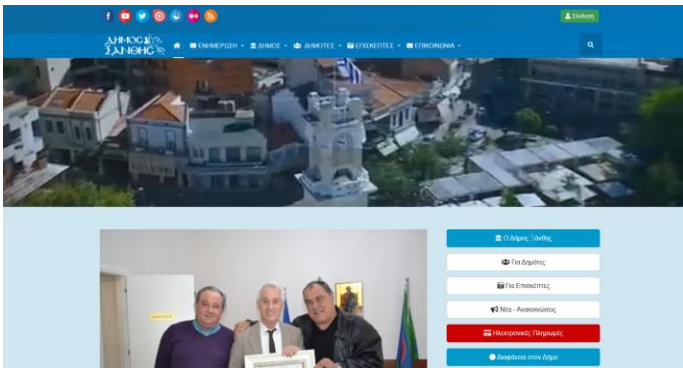 Σύνδεση
ΔΗΜΟΣ
ΞΑΝΘΗΣ
ΕΝΗΜΕΡΩΣΗ
ΔΗΜΟΣ
ΔΗΜΟΤΕΣ
ΕΠΙΣΚΕΠΤΕΣ
ΕΠΙΚΟΙΝΩΝΙΑ
Ο Δήμος Ξάνθης
Για Δημότες
Για Επισκέπτες
Νέα - Ανακοινώσεις
Ηλεκτρονικές Πληρωμές
Διαφάνεια στον Δήμο